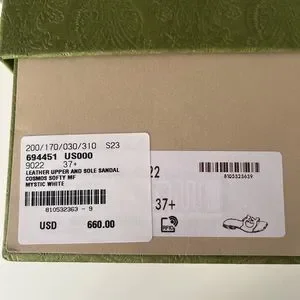 200/170/030/310 S23
694451 US000
9022 37+
LEATHER UPPER AND SOLE SANDAL
COSMOS SOFTY MF
MYSTIC WHITE
810532363 - 9
USD 660.00
22
8105323639
37+